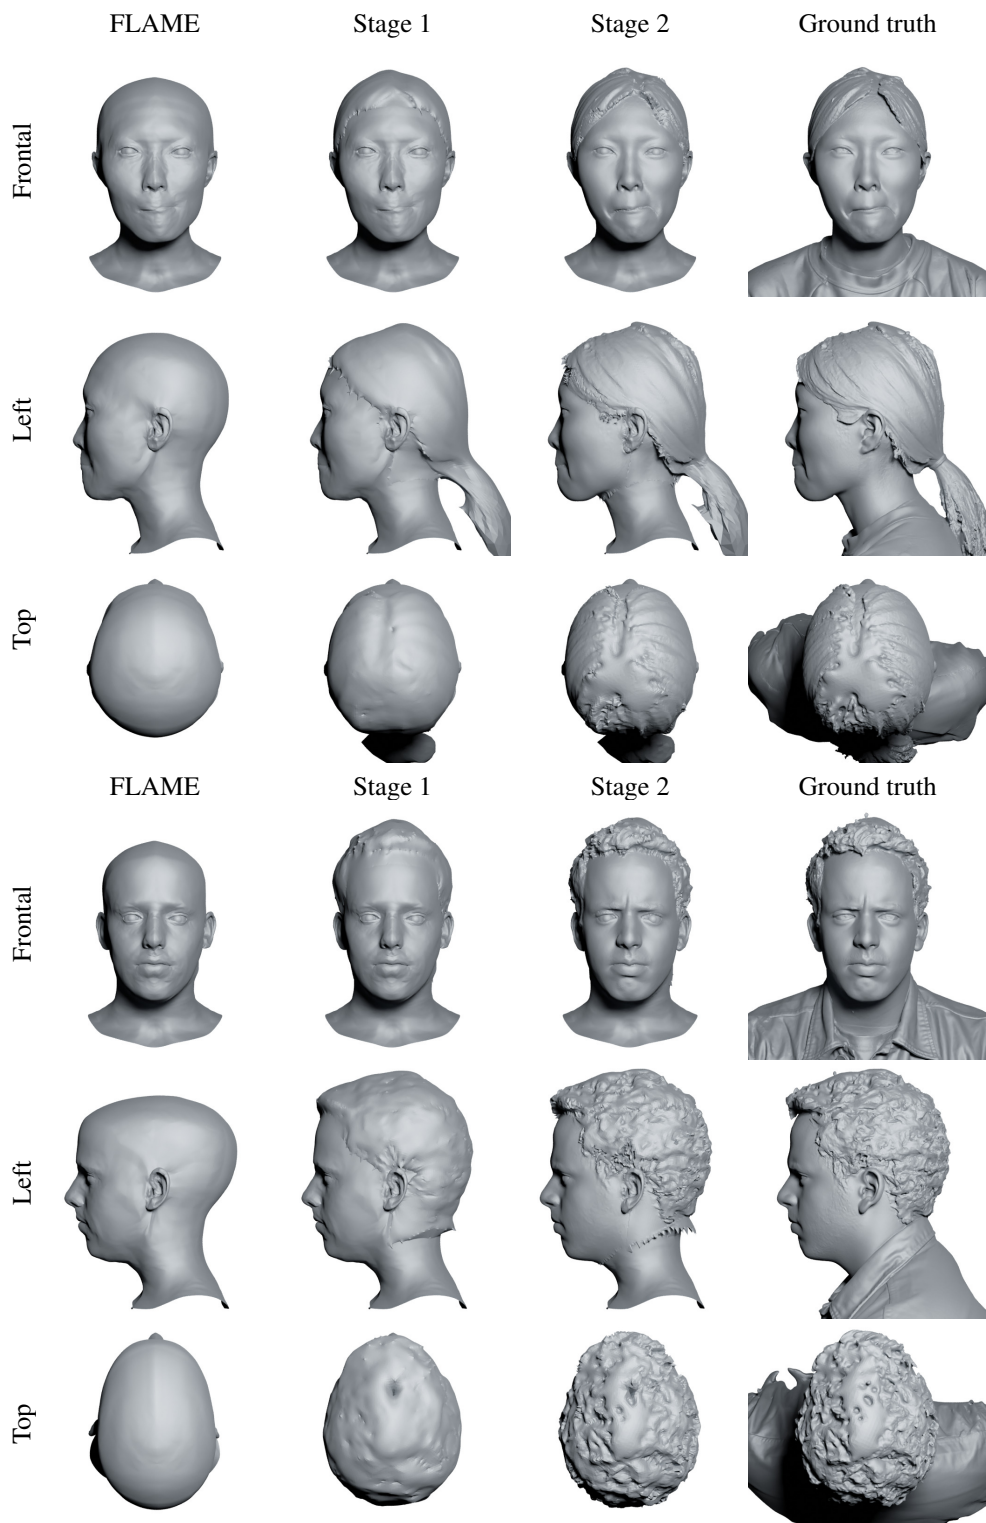 FLAME Stage 1 Stage 2 Ground truth
Frontal
Left
Top
FLAME Stage 1 Stage 2 Ground truth
Frontal
Left
Top